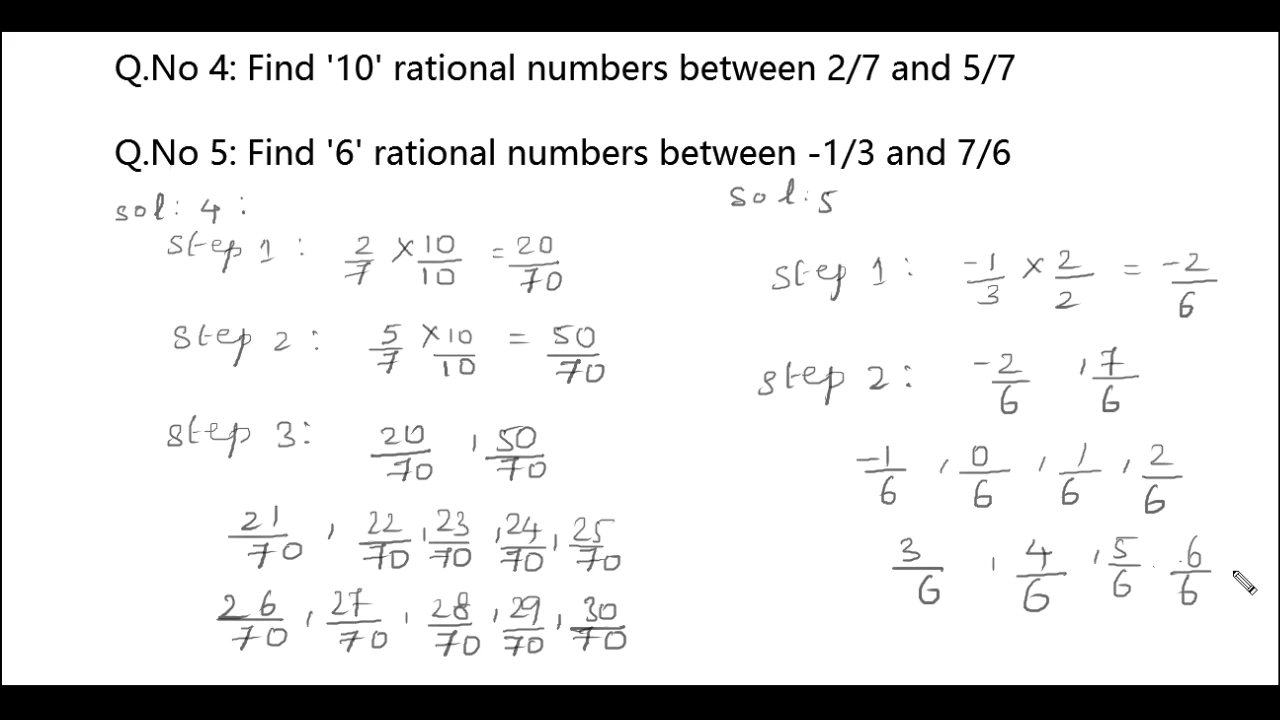 Q.No 4: Find '10' rational numbers between 2/7 and 5/7
Q.No 5: Find '6' rational numbers between -1/3 and 7/6
sol: 4:
step 1: 2/7 × 10/10 = 20/70
step 2: 5/7 × 10/10 = 50/70
step 3: 20/70 , 50/70
21/70 , 22/70 , 23/70 , 24/70 , 25/70
26/70 , 27/70 , 28/70 , 29/70 , 30/70
sol: 5
step 1: -1/3 × 2/2 = -2/6
step 2: -2/6 , 7/6
-1/6 , 0/6 , 1/6 , 2/6
3/6 , 4/6 , 5/6 . 6/6